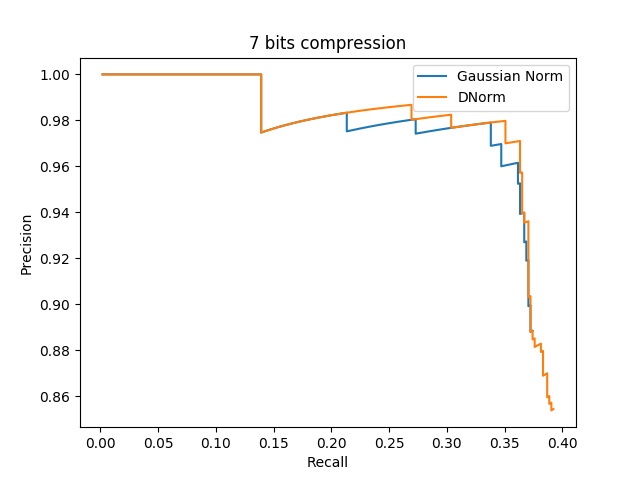 7 bits compression
Gaussian Norm
DNorm
1.00
0.98
0.96
0.94
0.92
0.90
0.88
0.86
Precision
0.00 0.05 0.10 0.15 0.20 0.25 0.30 0.35 0.40
Recall